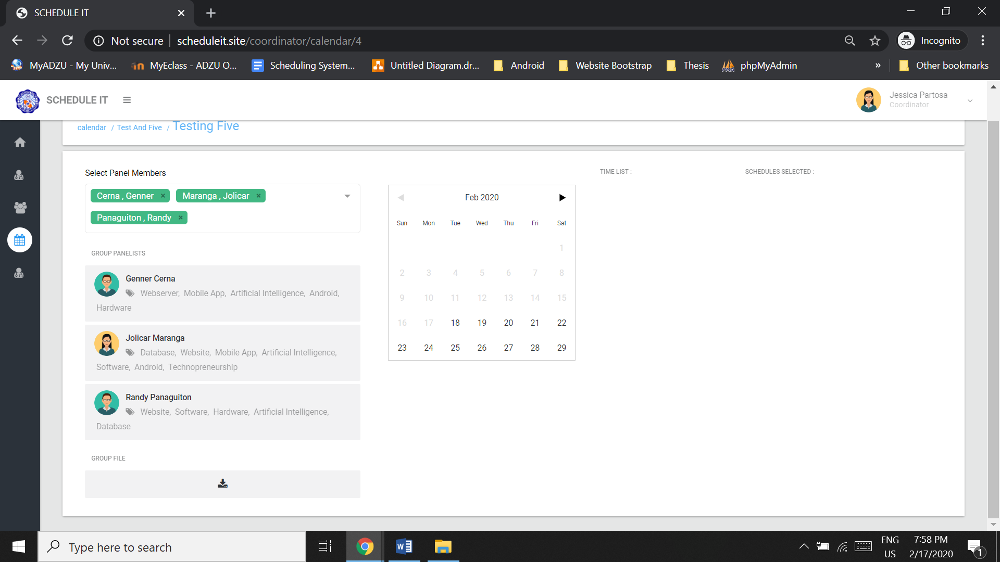 SCHEDULE IT
Not secure
scheduleit.site/coordinator/calendar/4
Incognito
MyADZU - My Univ...
MyEclass - ADZU O...
Scheduling System...
Untitled Diagram.dr...
Android
Website Bootstrap
Thesis
phpMyAdmin
»
Other bookmarks
SCHEDULE IT
Jessica Partosa
Coordinator
calendar / Test And Five / Testing Five
Select Panel Members
Cerna , Genner ×
Maranga , Jolicar ×
Panaguiton , Randy ×
GROUP PANELISTS
Genner Cerna
Webserver, Mobile App, Artificial Intelligence, Android,
Hardware
Jolicar Maranga
Database, Website, Mobile App, Artificial Intelligence,
Software, Android, Technopreneurship
Randy Panaguiton
Website, Software, Hardware, Artificial Intelligence,
Database
GROUP FILE
Feb 2020
Sun Mon Tue Wed Thu Fri Sat
1
2 3 4 5 6 7 8
9 10 11 12 13 14 15
16 17 18 19 20 21 22
23 24 25 26 27 28 29
TIME LIST :
SCHEDULES SELECTED :
Type here to search
ENG
US
7:58 PM
2/17/2020
1